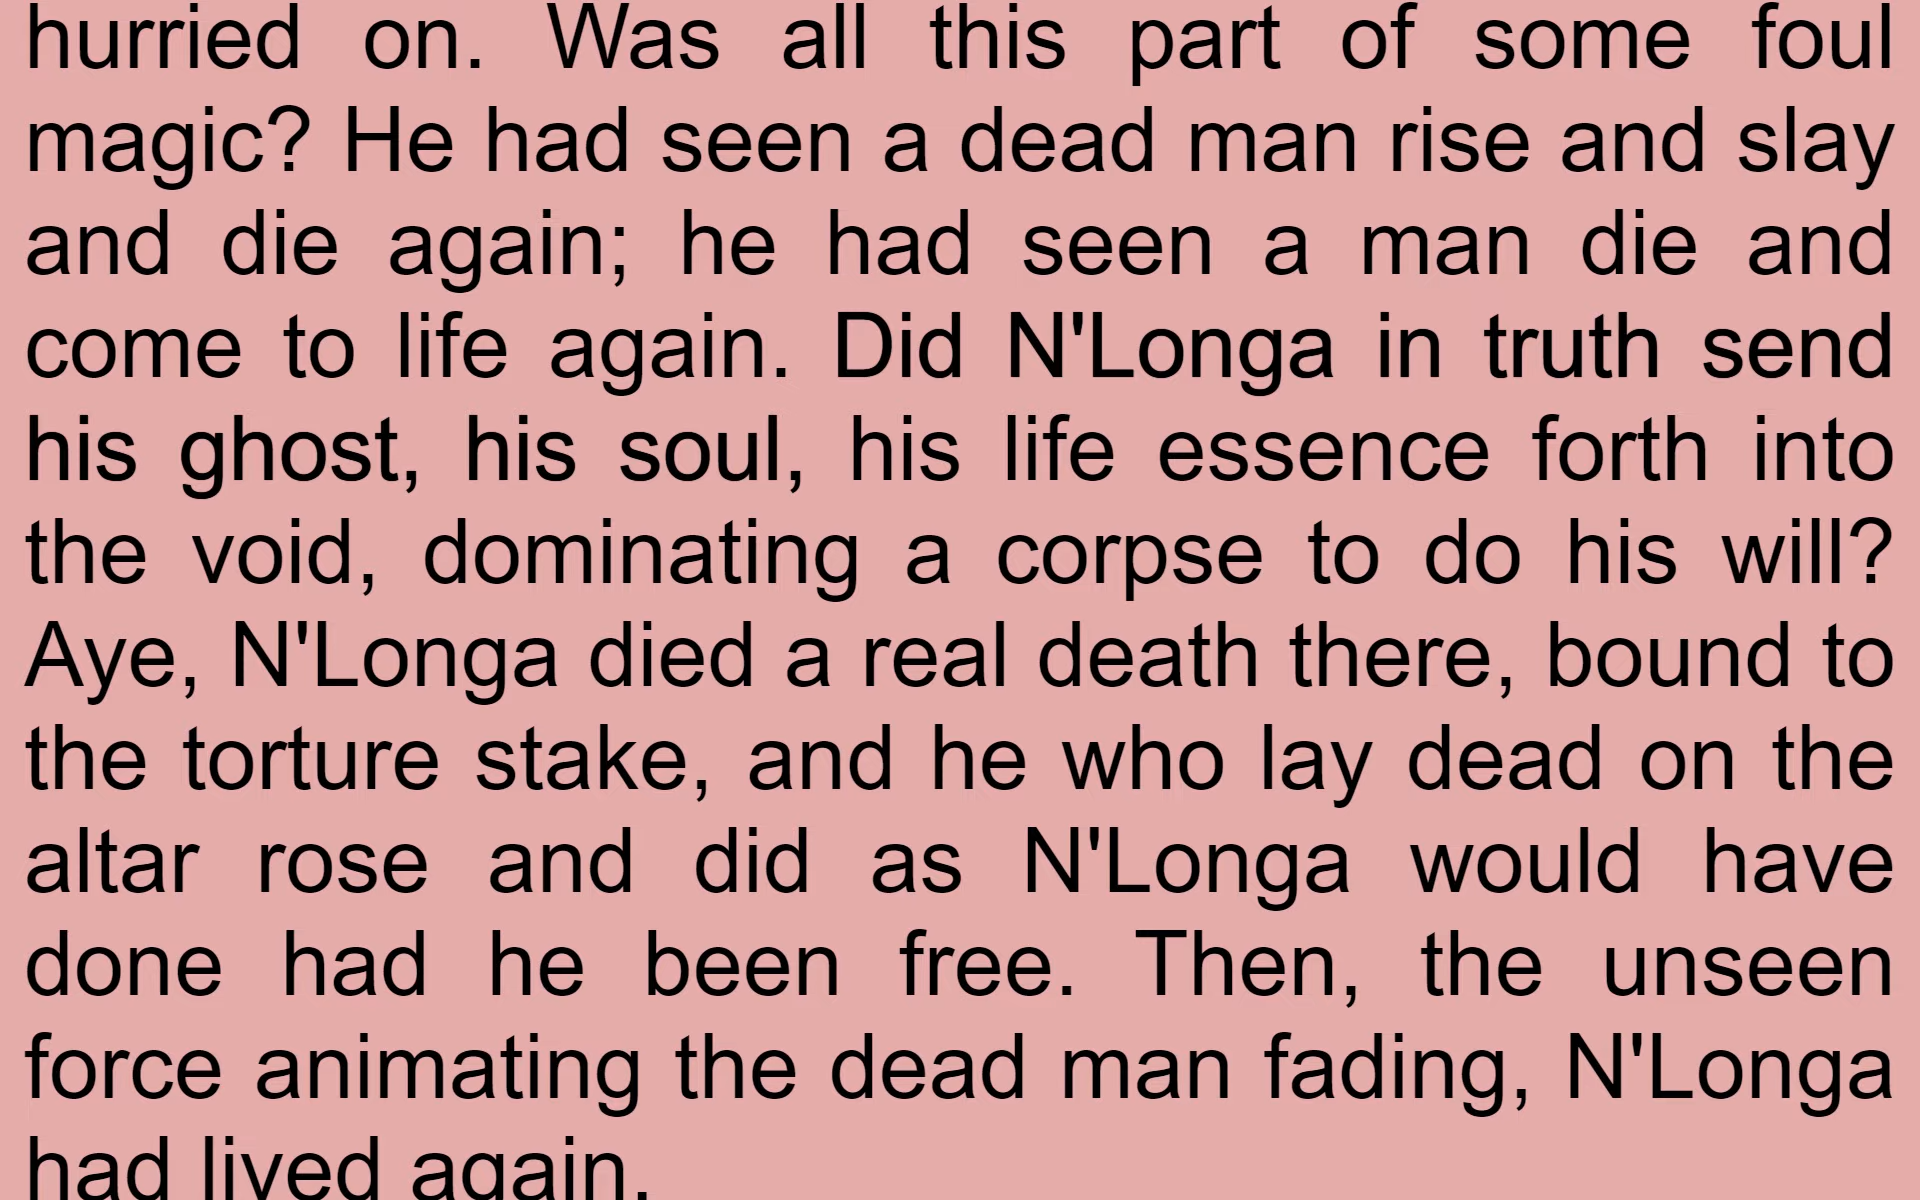 hurried on. Was all this part of some foul
magic? He had seen a dead man rise and slay
and die again; he had seen a man die and
come to life again. Did N'Longa in truth send
his ghost, his soul, his life essence forth into
the void, dominating a corpse to do his will?
Aye, N'Longa died a real death there, bound to
the torture stake, and he who lay dead on the
altar rose and did as N'Longa would have
done had he been free. Then, the unseen
force animating the dead man fading, N'Longa
had lived again.